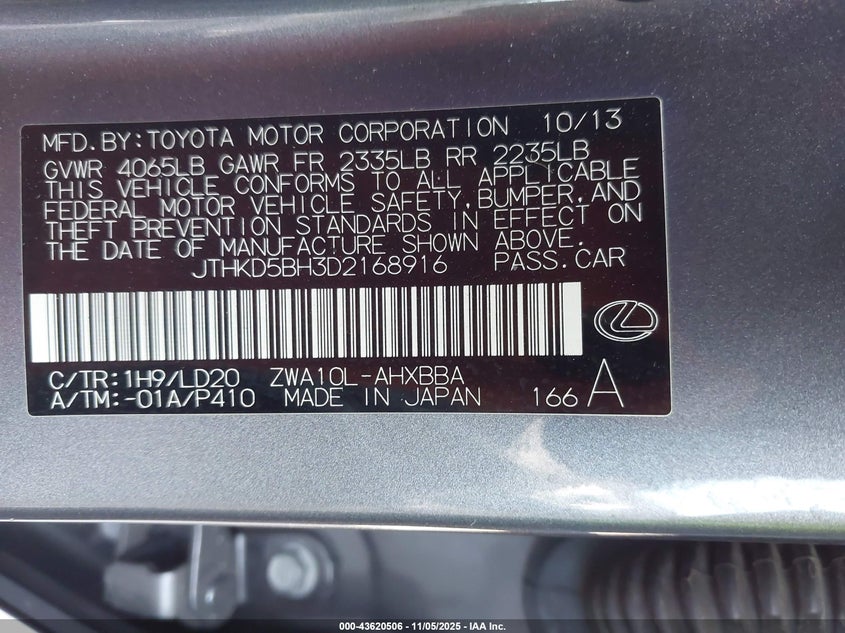 MFD.BY:TOYOTA MOTOR CORPORATION 10/13
GVWR 4065LB GAWR FR 2335LB RR 2235LB
THIS VEHICLE CONFORMS TO ALL APPLICABLE
FEDERAL MOTOR VEHICLE SAFETY,BUMPER,AND
THEFT PREVENTION STANDARDS IN EFFECT ON
THE DATE OF MANUFACTURE SHOWN ABOVE.
JTHKD5BH3D2168916 PASS.CAR
C/TR:1H9/LD20 ZWA10L-AHXBBA
A/TM:-01A/P410 MADE IN JAPAN 166 A
000-43620506 - 11/05/2025 - IAA Inc.